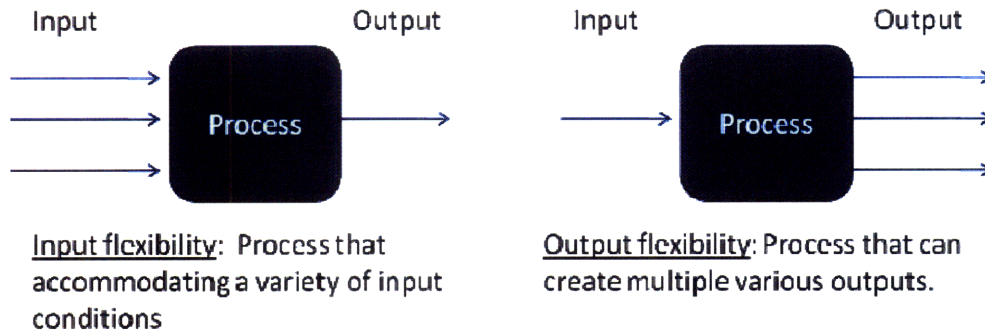 Input
Output
Process
Input flexibility: Process that
accommodating a variety of input
conditions
Input
Output
Process
Output flexibility: Process that can
create multiple various outputs.